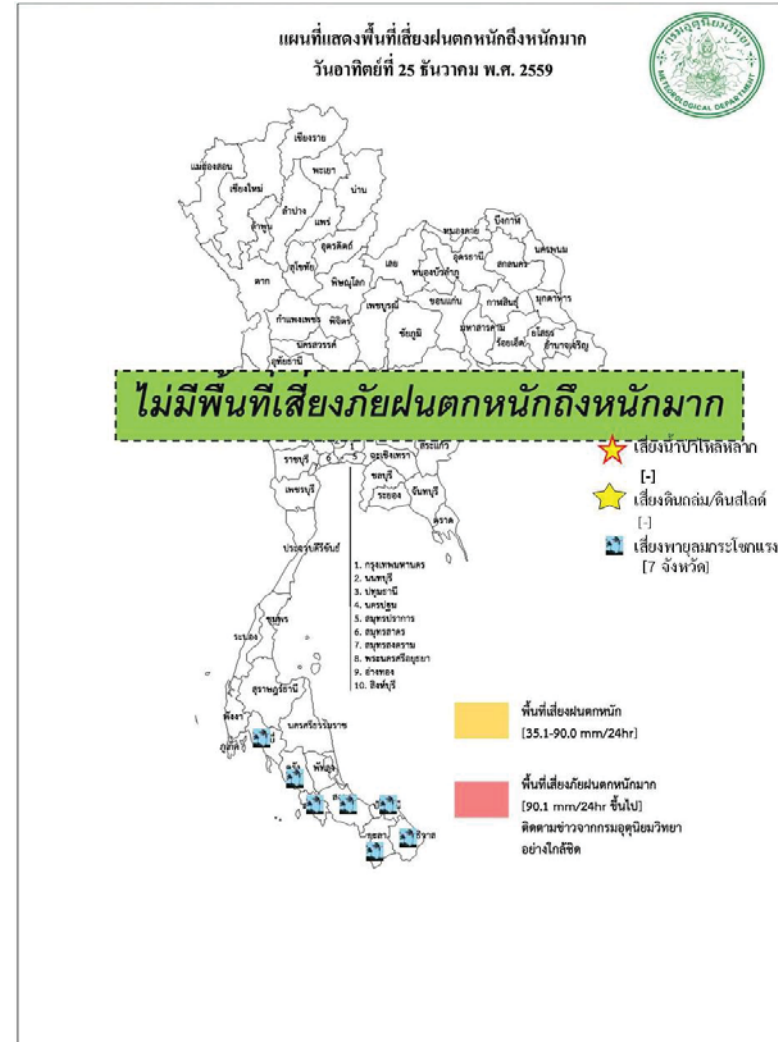 แผนที่แสดงพื้นที่เสี่ยงฝนตกหนักถึงหนักมาก
วันอาทิตย์ที่ 25 ธันวาคม พ.ศ. 2559
กรมอุตุนิยมวิทยา
METEOROLOGICAL DEPARTMENT
เชียงราย
แม่ฮ่องสอน
พะเยา
เชียงใหม่
น่าน
ลำปาง
ลำพูน
แพร่
บึงกาฬ
หนองคาย
อุตรดิตถ์
นครพนม
เลย
อุดรธานี
สกลนคร
สุโขทัย
หนองบัวลำภู
ตาก
พิษณุโลก
เพชรบูรณ์
ขอนแก่น
กาฬสินธุ์
มุกดาหาร
กำแพงเพชร
พิจิตร
ชัยภูมิ
มหาสารคาม
ร้อยเอ็ด
ยโสธร
อำนาจเจริญ
นครสวรรค์
อุทัยธานี
ไม่มีพื้นที่เสี่ยงภัยฝนตกหนักถึงหนักมาก
สระแก้ว
ราชบุรี
6
1
5
ฉะเชิงเทรา
ชลบุรี
เพชรบุรี
ระยอง
จันทบุรี
ตราด
ประจวบคีรีขันธ์
เสี่ยงน้ำป่าไหลหลาก
[-]
เสี่ยงดินถล่ม/ดินสไลด์
[-]
เสี่ยงพายุลมกระโชกแรง
[7 จังหวัด]
1. กรุงเทพมหานคร
2. นนทบุรี
3. ปทุมธานี
4. นครปฐม
5. สมุทรปราการ
6. สมุทรสาคร
7. สมุทรสงคราม
8. พระนครศรีอยุธยา
9. อ่างทอง
10. สิงห์บุรี
ชุมพร
ระนอง
สุราษฎร์ธานี
พังงา
นครศรีธรรมราช
ภูเก็ต
พัทลุง
ยะลา
พื้นที่เสี่ยงฝนตกหนัก
[35.1-90.0 mm/24hr]
พื้นที่เสี่ยงภัยฝนตกหนักมาก
[90.1 mm/24hr ขึ้นไป]
ติดตามข่าวจากกรมอุตุนิยมวิทยา
อย่างใกล้ชิด